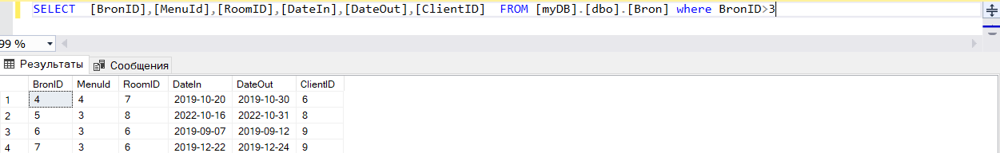 SELECT [BronID],[MenuId],[RoomID],[DateIn],[DateOut],[ClientID] FROM [myDB].[dbo].[Bron] where BronID>3
99 %
Результаты Сообщения
BronID MenuId RoomID DateIn DateOut ClientID
1 4 4 7 2019-10-20 2019-10-30 6
2 5 3 8 2022-10-16 2022-10-31 8
3 6 3 6 2019-09-07 2019-09-12 9
4 7 3 6 2019-12-22 2019-12-24 9